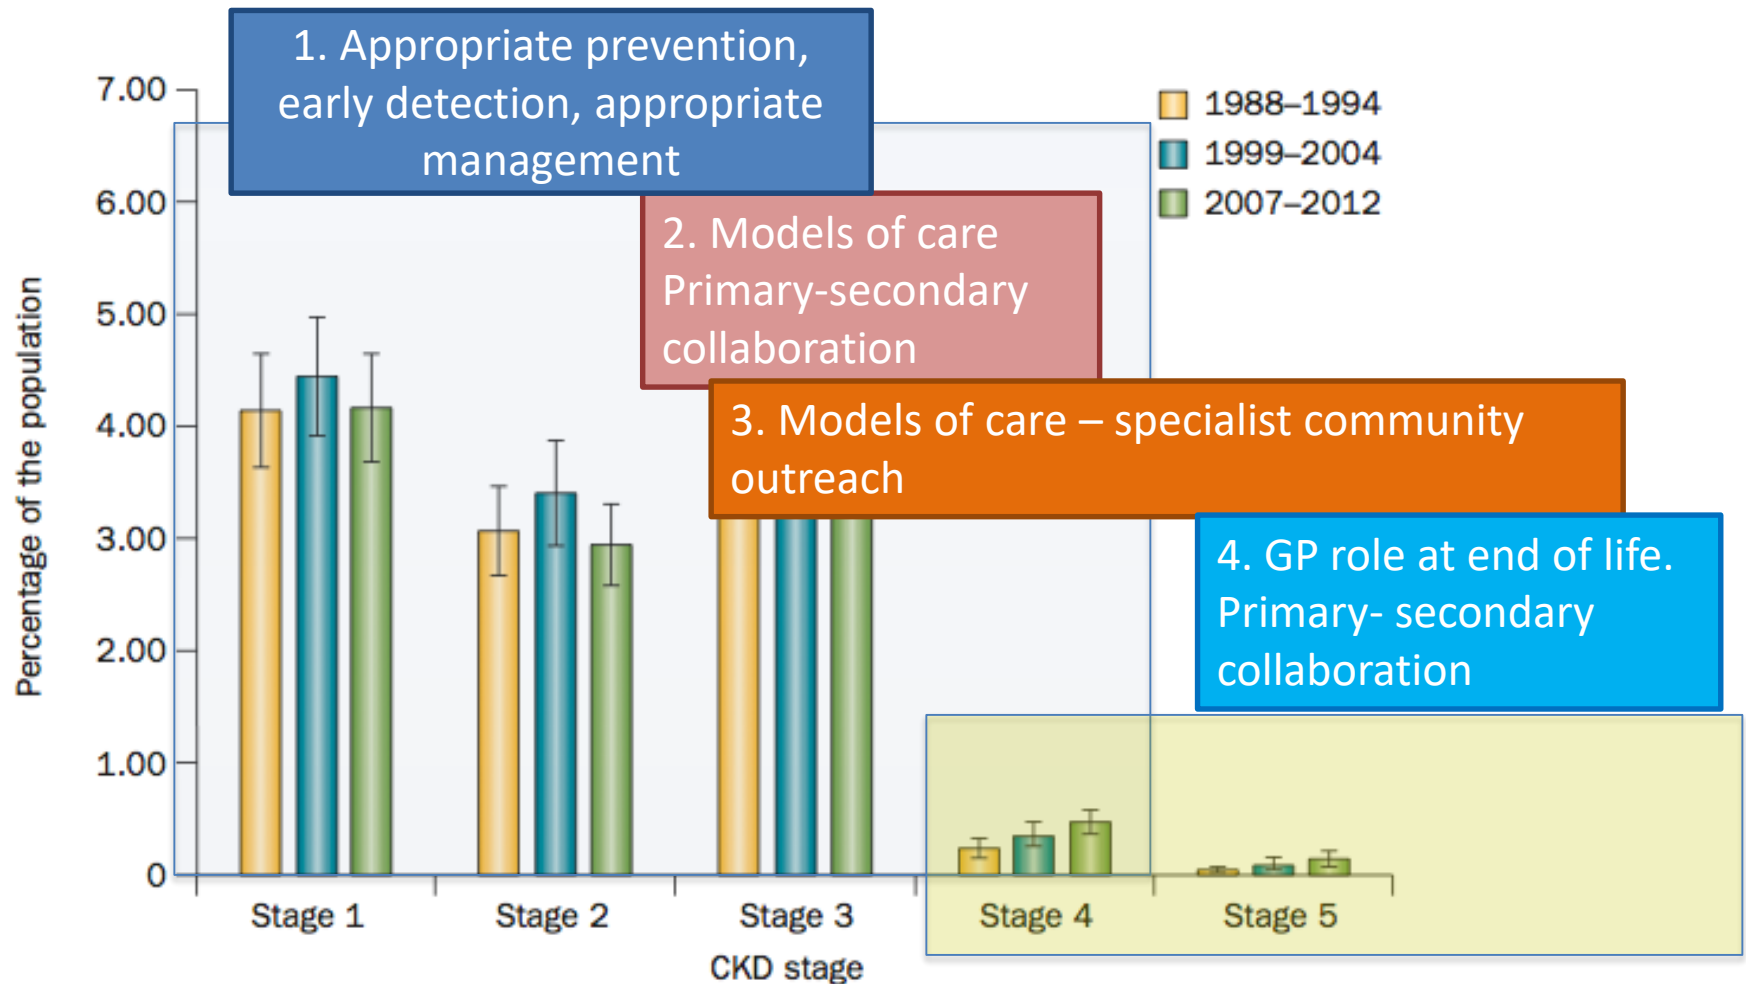 1. Appropriate prevention,
early detection, appropriate
management
7.00
6.00
5.00
4.00
3.00
2.00
1.00
0
Percentage of the population
1988–1994
1999–2004
2007–2012
2. Models of care
Primary-secondary
collaboration
3. Models of care – specialist community
outreach
4. GP role at end of life.
Primary- secondary
collaboration
Stage 1
Stage 2
Stage 3
Stage 4
Stage 5
CKD stage